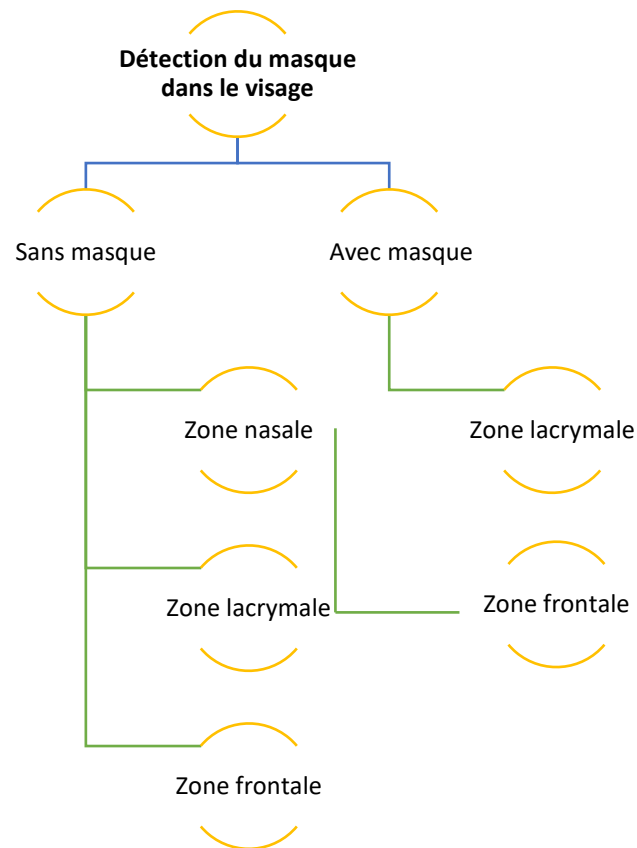 Détection du masque
dans le visage
Sans masque
Avec masque
Zone nasale
Zone lacrymale
Zone lacrymale
Zone frontale
Zone frontale